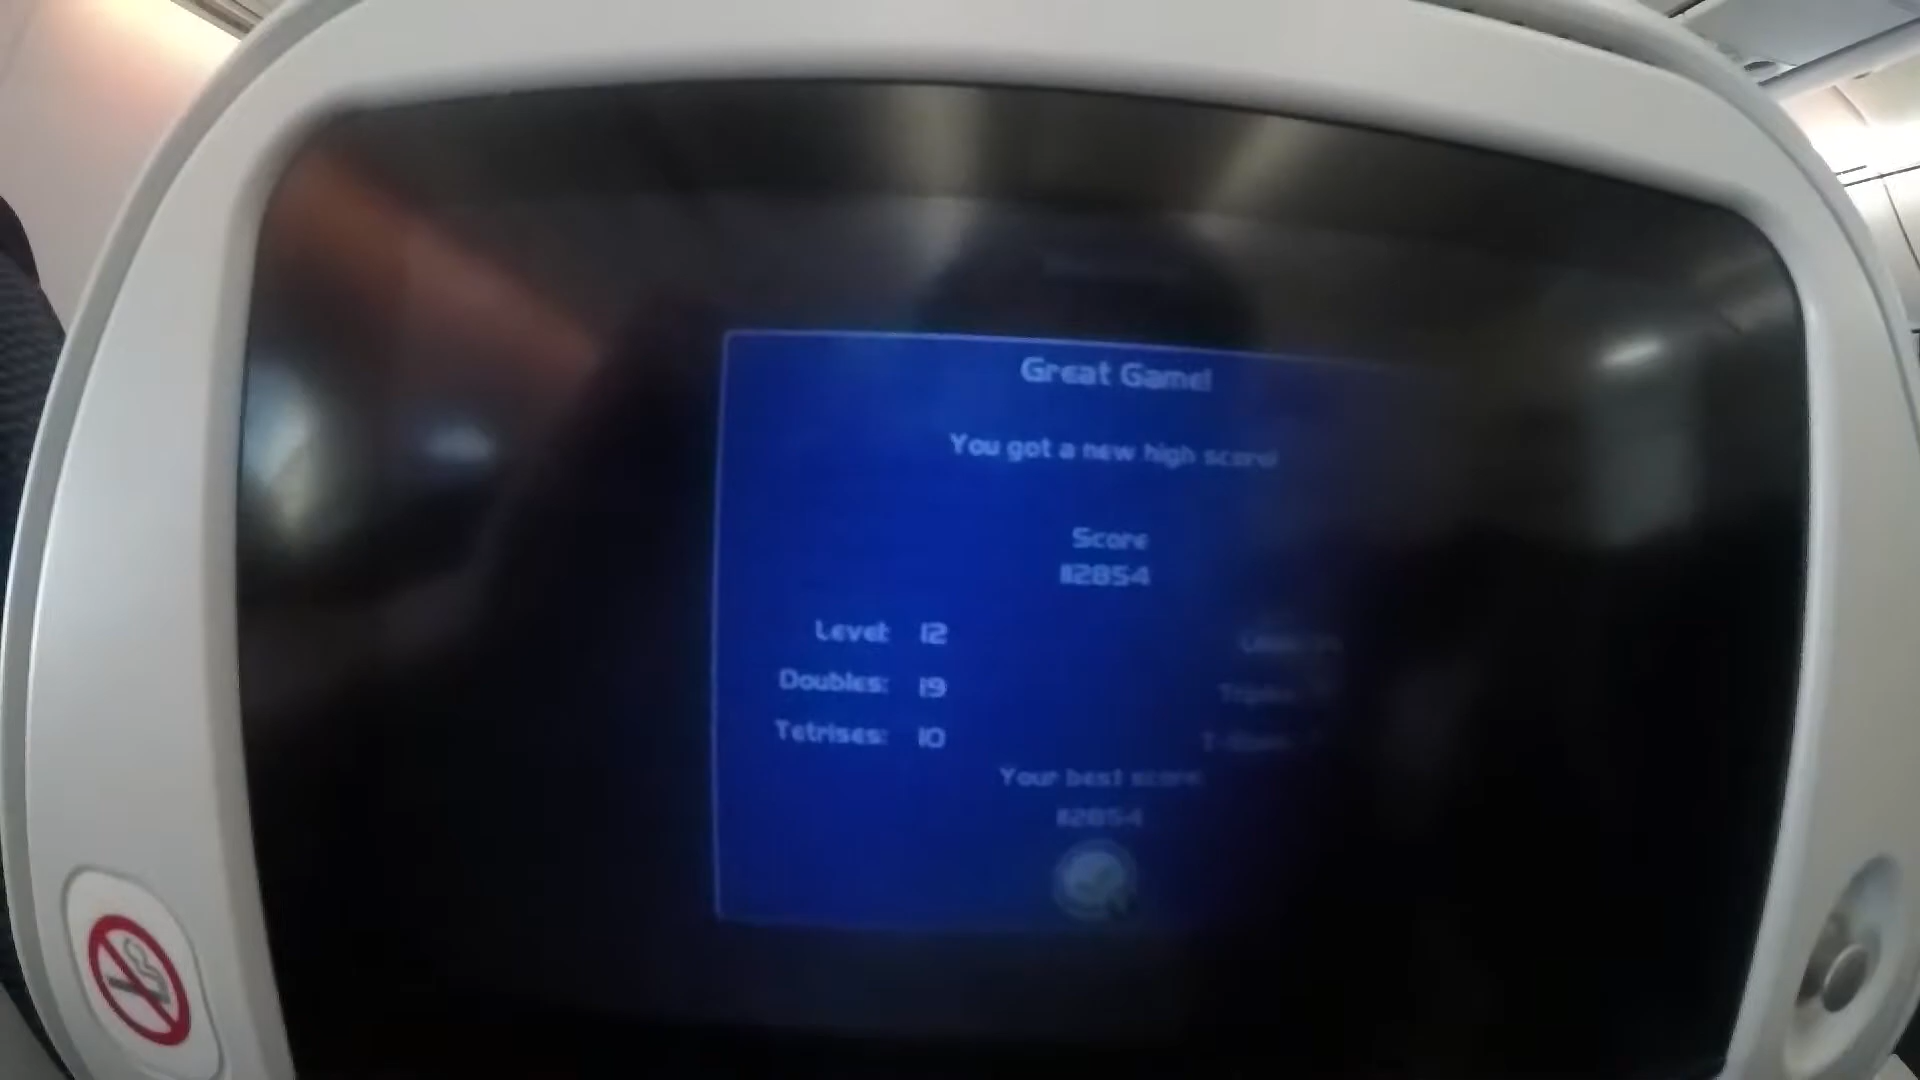 Great Game!
You got a new high score!
Score
112854
Level: 12
Doubles: 19
Tetrises: 10
Your best score:
112854